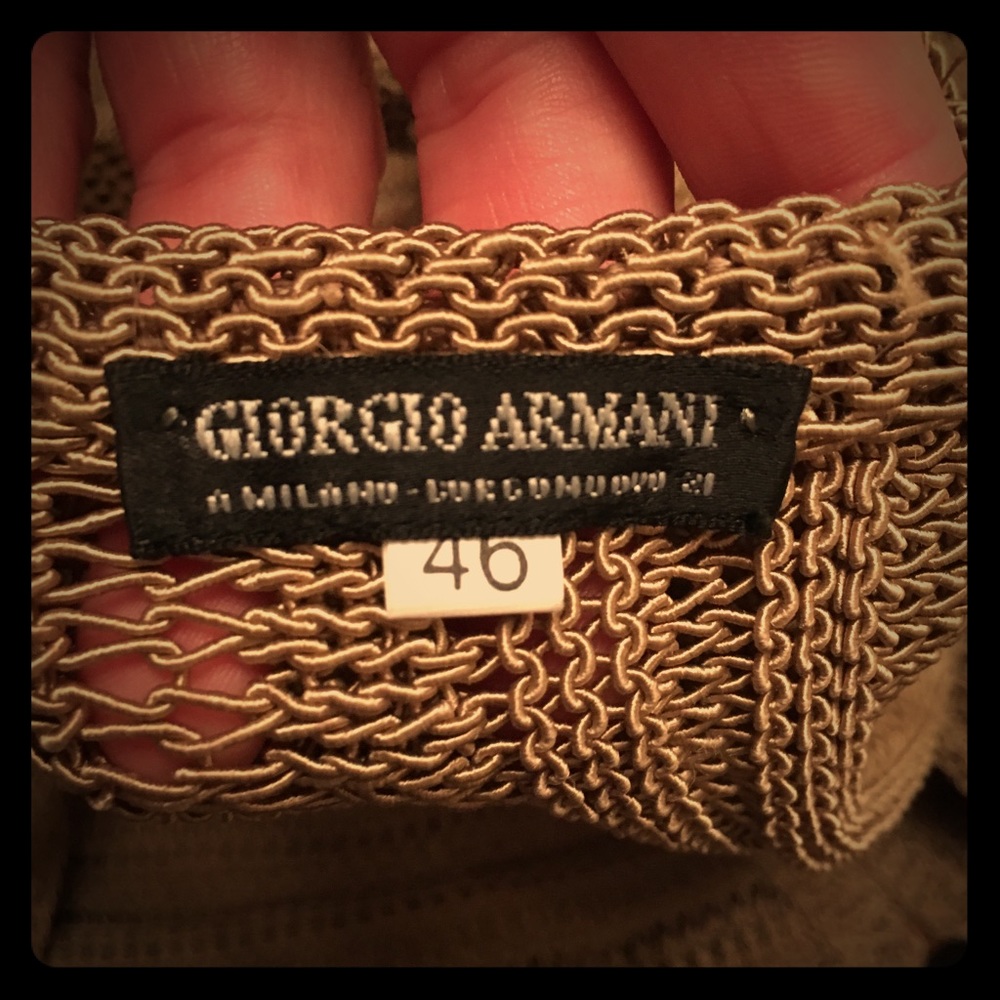 GIORGIO ARMANI
A MILANO - BORGONUOVO 21
46